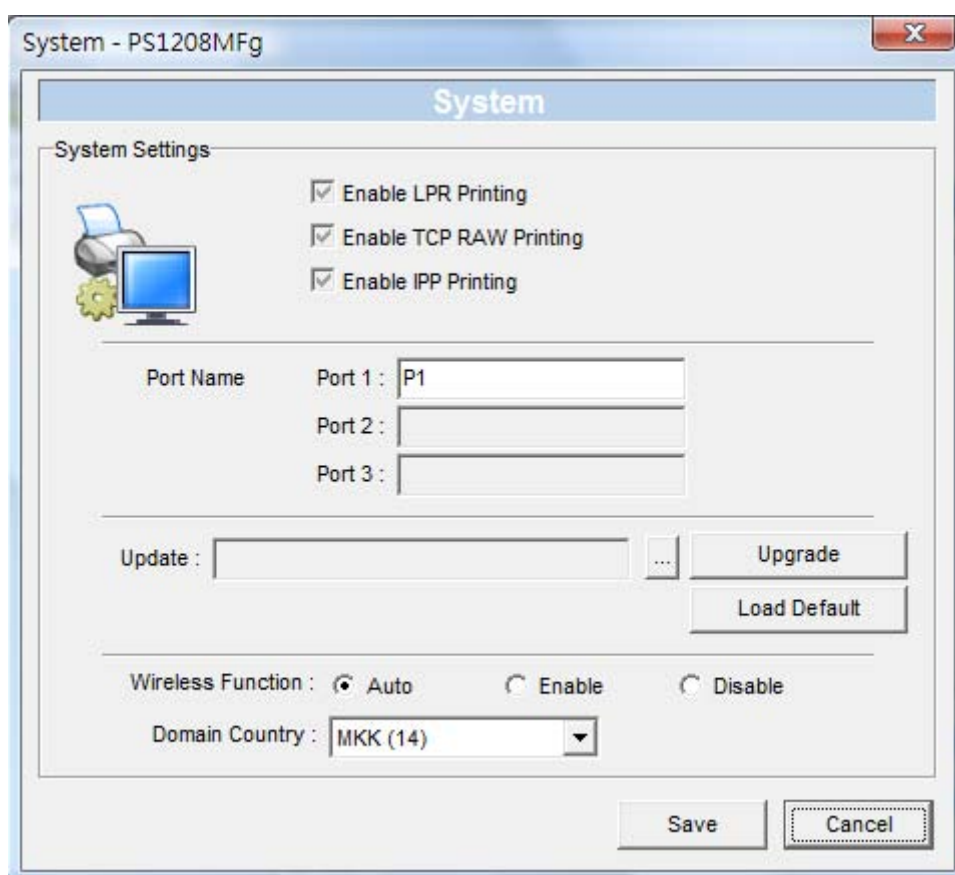 System - PS1208MFg
System
System Settings
Enable LPR Printing
Enable TCP RAW Printing
Enable IPP Printing
Port Name Port 1 : P1
Port 2 :
Port 3 :
Update : ... Upgrade
Load Default
Wireless Function : Auto Enable Disable
Domain Country : MKK (14)
Save Cancel